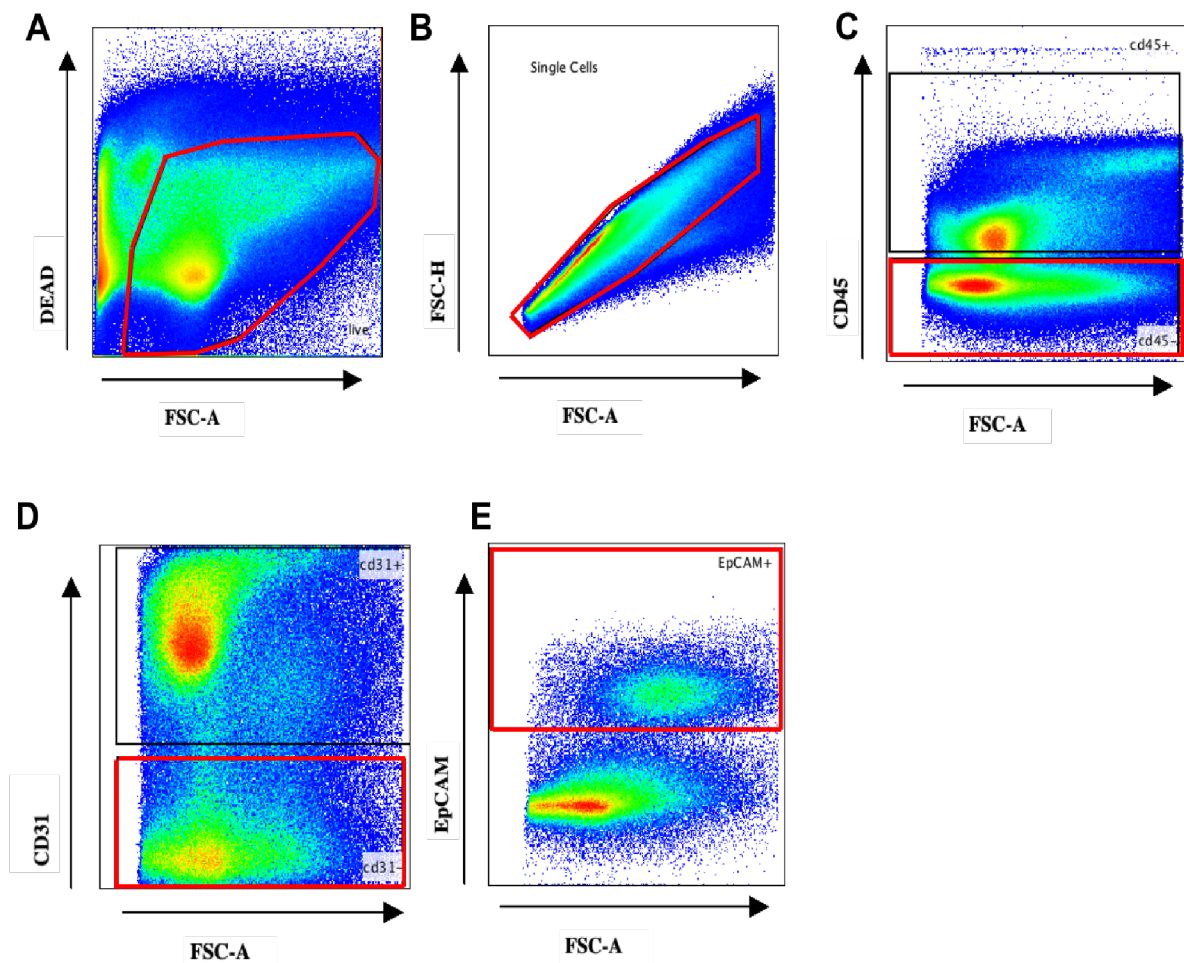 A
DEAD
live
FSC-A
B
Single Cells
FSC-H
FSC-A
C
cd45+
CD45
cd45-
FSC-A
D
cd31+
CD31
cd31-
FSC-A
E
EpCAM+
EpCAM
FSC-A